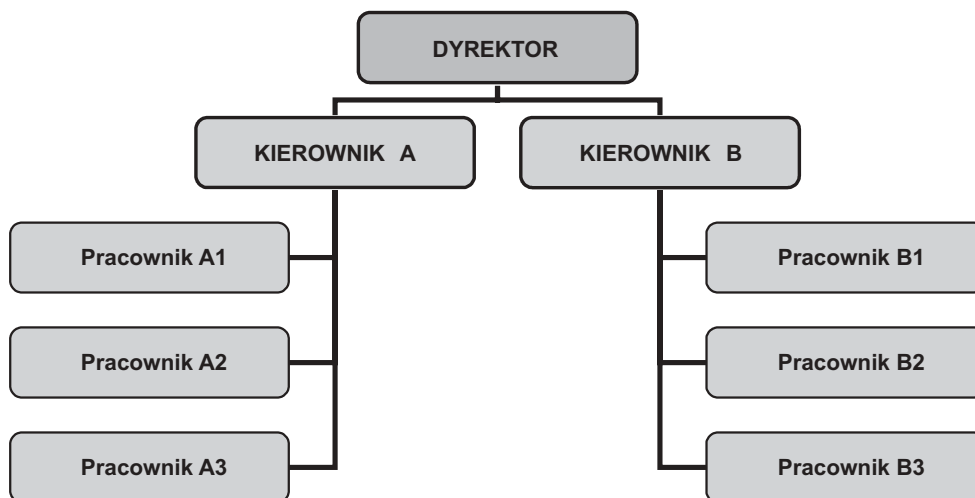 DYREKTOR
KIEROWNIK A
KIEROWNIK B
Pracownik A1
Pracownik B1
Pracownik A2
Pracownik B2
Pracownik A3
Pracownik B3